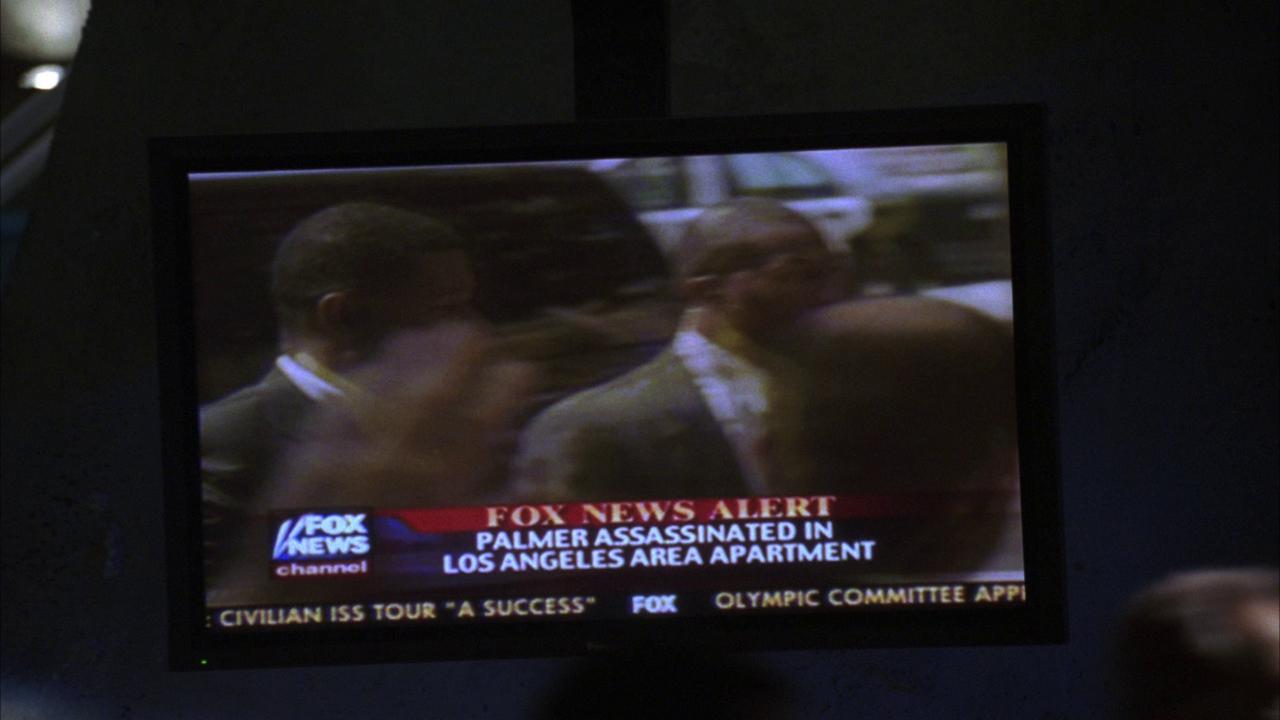 FOX NEWS ALERT
FOX
NEWS
channel
PALMER ASSASSINATED IN
LOS ANGELES AREA APARTMENT
: CIVILIAN ISS TOUR "A SUCCESS" FOX OLYMPIC COMMITTEE APP